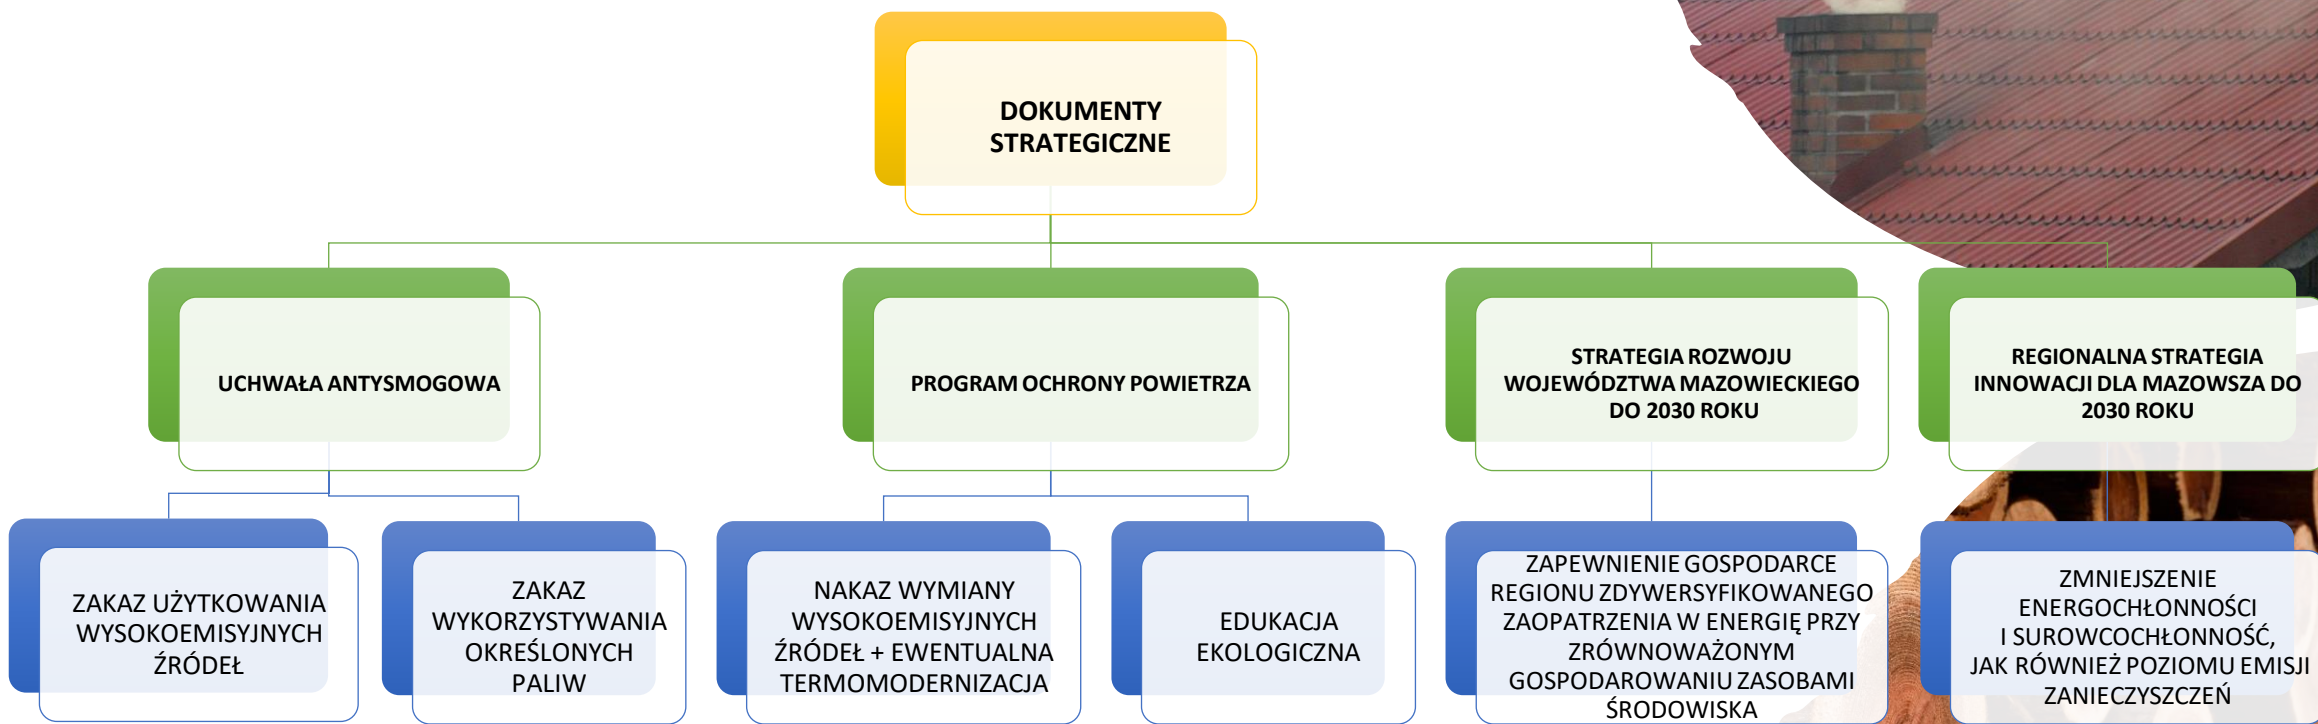 DOKUMENTY
STRATEGICZNE
UCHWAŁA ANTYSMOGOWA
PROGRAM OCHRONY POWIETRZA
STRATEGIA ROZWOJU
WOJEWÓDZTWA MAZOWIECKIEGO
DO 2030 ROKU
REGIONALNA STRATEGIA
INNOWACJI DLA MAZOWSZA DO
2030 ROKU
ZAKAZ UŻYTKOWANIA
WYSOKOEMISYJNYCH
ŹRÓDEŁ
ZAKAZ
WYKORZYSTYWANIA
OKREŚLONYCH
PALIW
NAKAZ WYMIANY
WYSOKOEMISYJNYCH
ŹRÓDEŁ + EWENTUALNA
TERMOMODERNIZACJA
EDUKACJA
EKOLOGICZNA
ZAPEWNIENIE GOSPODARCE
REGIONU ZDYWERSYFIKOWANEGO
ZAOPATRZENIA W ENERGIĘ PRZY
ZRÓWNOWAŻONYM
GOSPODAROWANIU ZASOBAMI
ŚRODOWISKA
ZMNIEJSZENIE
ENERGOCHŁONNOŚCI
I SUROWCOCHŁONNOŚĆ,
JAK RÓWNIEŻ POZIOMU EMISJI
ZANIECZYSZCZEŃ